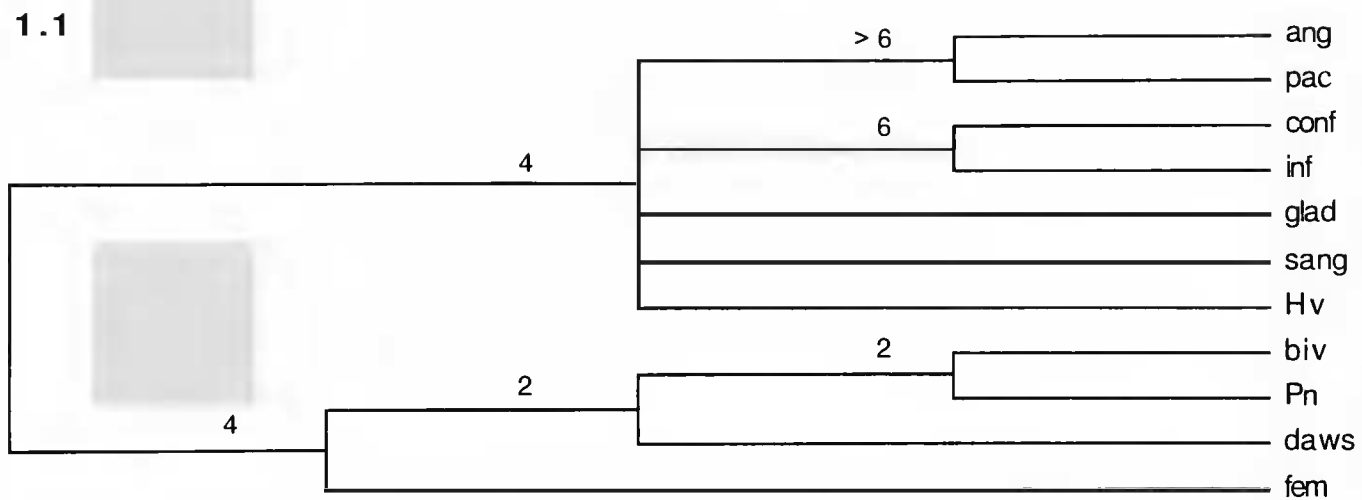 1.1
> 6
ang
pac
6
conf
inf
4
glad
sang
Hv
2
biv
2
Pn
4
daws
fem